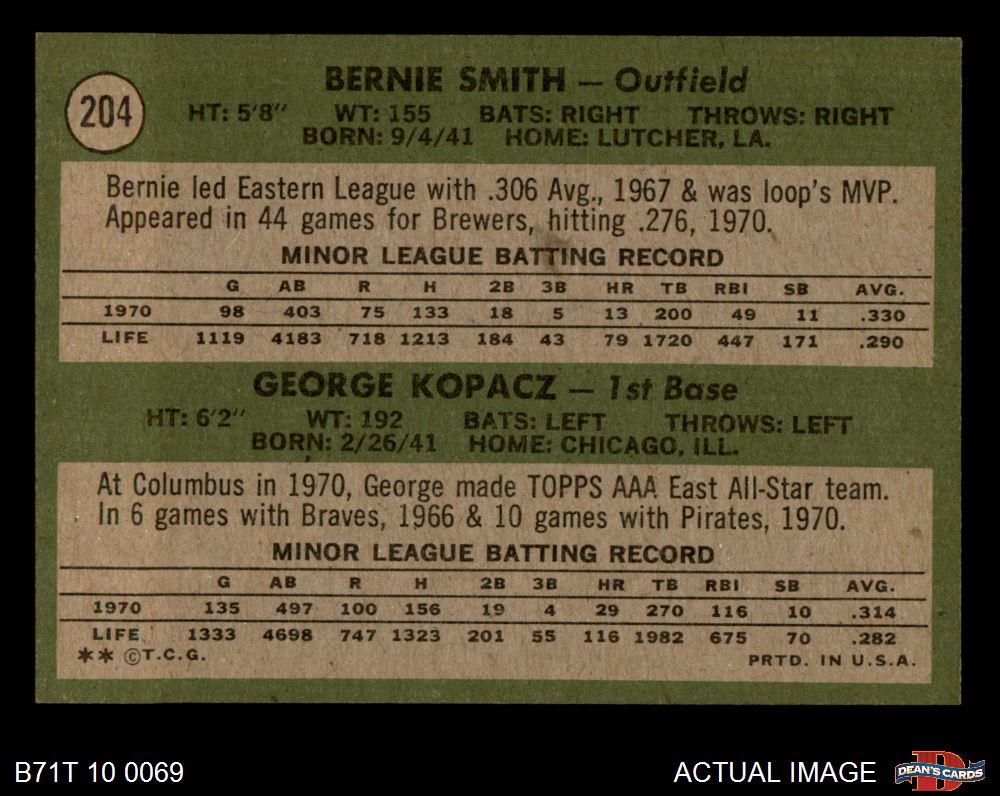 204
BERNIE SMITH — Outfield
HT: 5'8" WT: 155 BATS: RIGHT THROWS: RIGHT
BORN: 9/4/41 HOME: LUTCHER, LA.
Bernie led Eastern League with .306 Avg., 1967 & was loop's MVP.
Appeared in 44 games for Brewers, hitting .276, 1970.
MINOR LEAGUE BATTING RECORD
G AB R H 2B 3B HR TB RBI SB AVG.
1970 98 403 75 133 18 5 13 200 49 11 .330
LIFE 1119 4183 718 1213 184 43 79 1720 447 171 .290
GEORGE KOPACZ — 1st Base
HT: 6'2" WT: 192 BATS: LEFT THROWS: LEFT
BORN: 2/26/41 HOME: CHICAGO, ILL.
At Columbus in 1970, George made TOPPS AAA East All-Star team.
In 6 games with Braves, 1966 & 10 games with Pirates, 1970.
MINOR LEAGUE BATTING RECORD
G AB R H 2B 3B HR TB RBI SB AVG.
1970 135 497 100 156 19 4 29 270 116 10 .314
LIFE 1333 4698 747 1323 201 55 116 1982 675 70 .282
** ©T.C.G. PRTD. IN U.S.A.
B71T 10 0069 ACTUAL IMAGE DEAN'S CARDS